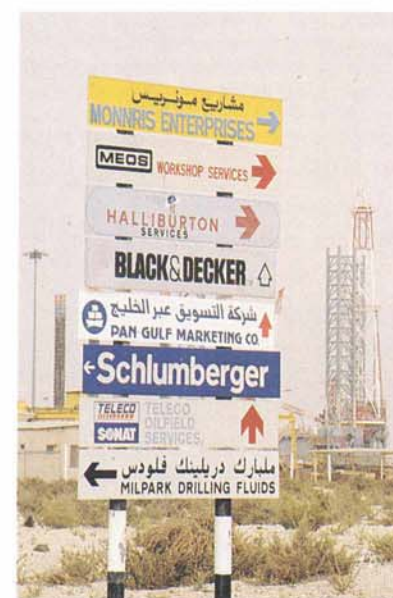 مشاريع مونريس
MONNRIS ENTERPRISES
MEOS WORKSHOP SERVICES
HALLIBURTON
SERVICES
BLACK&DECKER
شركة التسويق عبر الخليج
PAN GULF MARKETING CO.
Schlumberger
TELECO
SONAT
TELECO
OILFIELD
SERVICES.
ملبارك دريلينك فلودس
MILPARK DRILLING FLUIDS